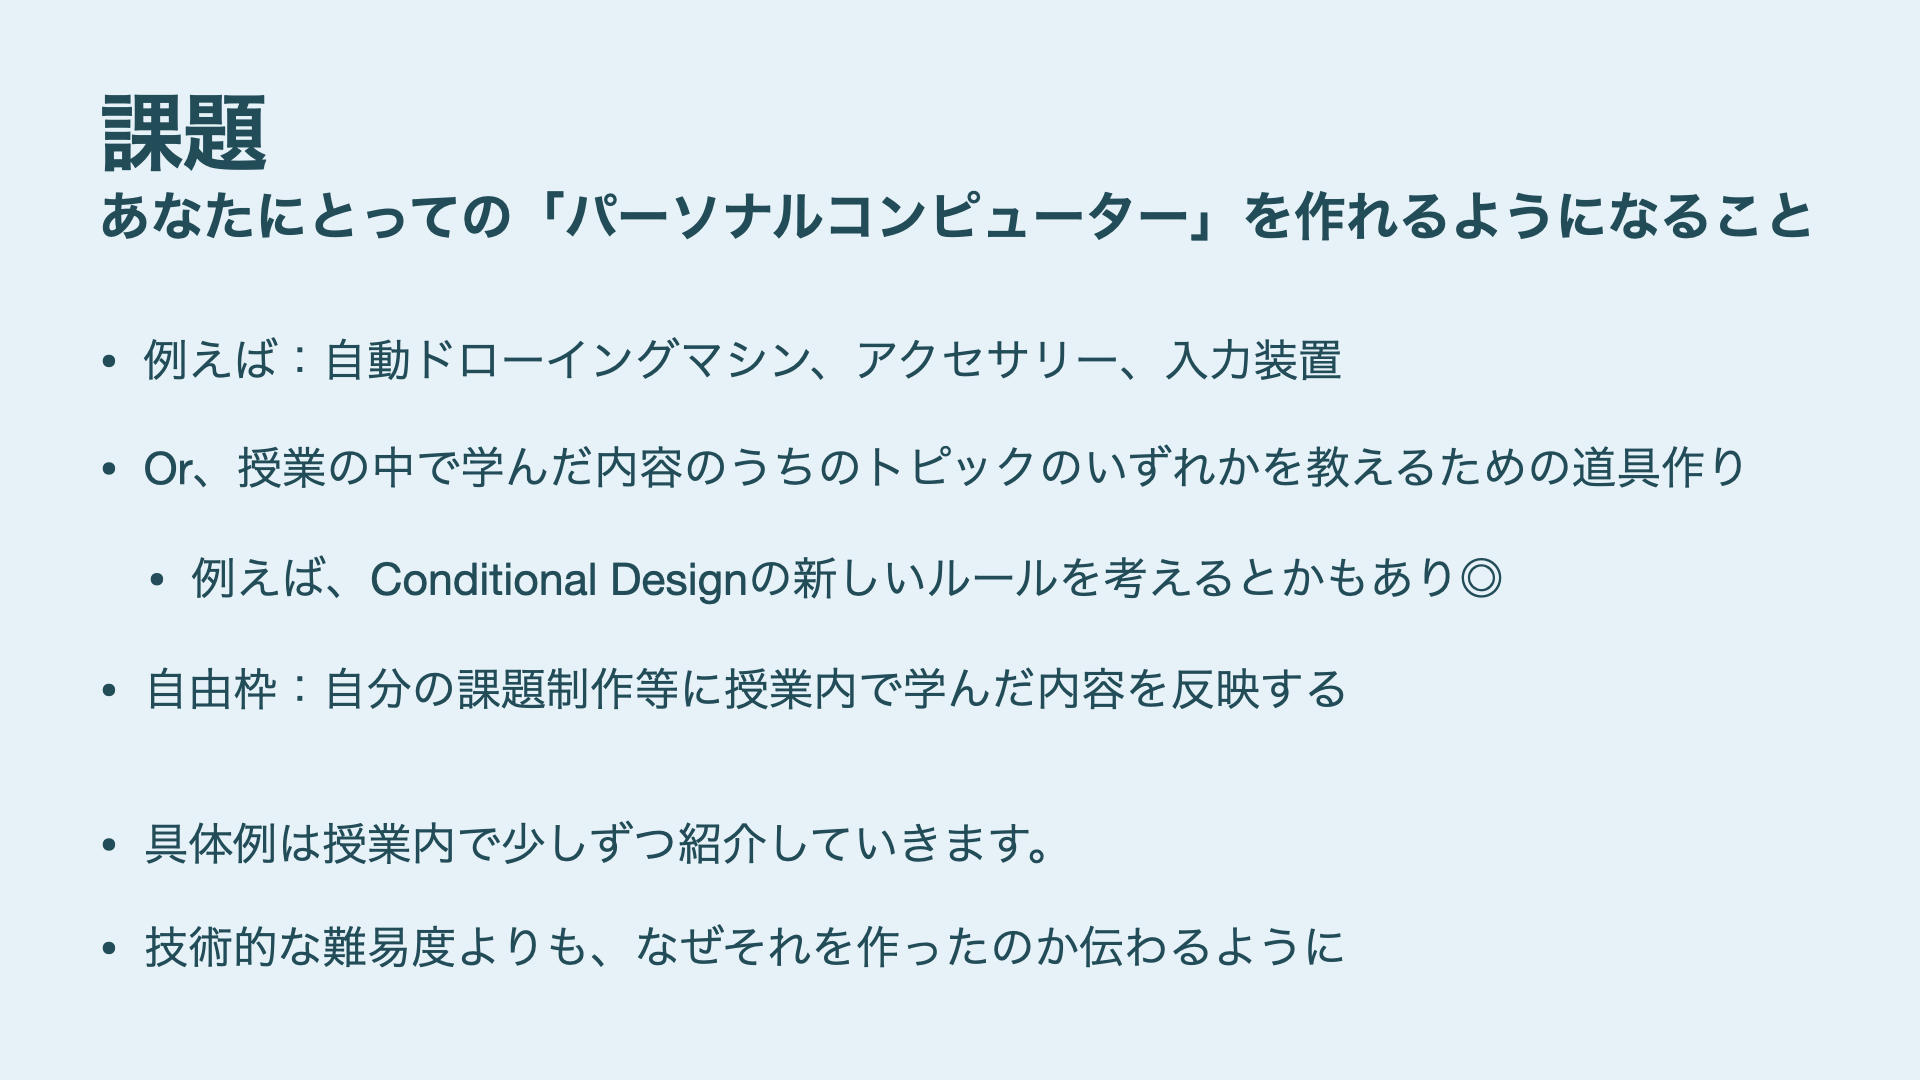 課題
あなたにとっての「パーソナルコンピューター」を作れるようになること
• 例えば：自動ドローイングマシン、アクセサリー、入力装置
• Or、授業の中で学んだ内容のうちのトピックのいずれかを教えるための道具作り
• 例えば、Conditional Designの新しいルールを考えるとかもあり◎
• 自由枠：自分の課題制作等に授業内で学んだ内容を反映する
• 具体例は授業内で少しずつ紹介していきます。
• 技術的な難易度よりも、なぜそれを作ったのか伝わるように